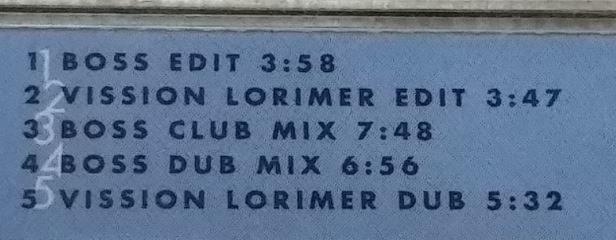 1 BOSS EDIT 3:58
2 VISSION LORIMER EDIT 3:47
3 BOSS CLUB MIX 7:48
4 BOSS DUB MIX 6:56
5 VISSION LORIMER DUB 5:32